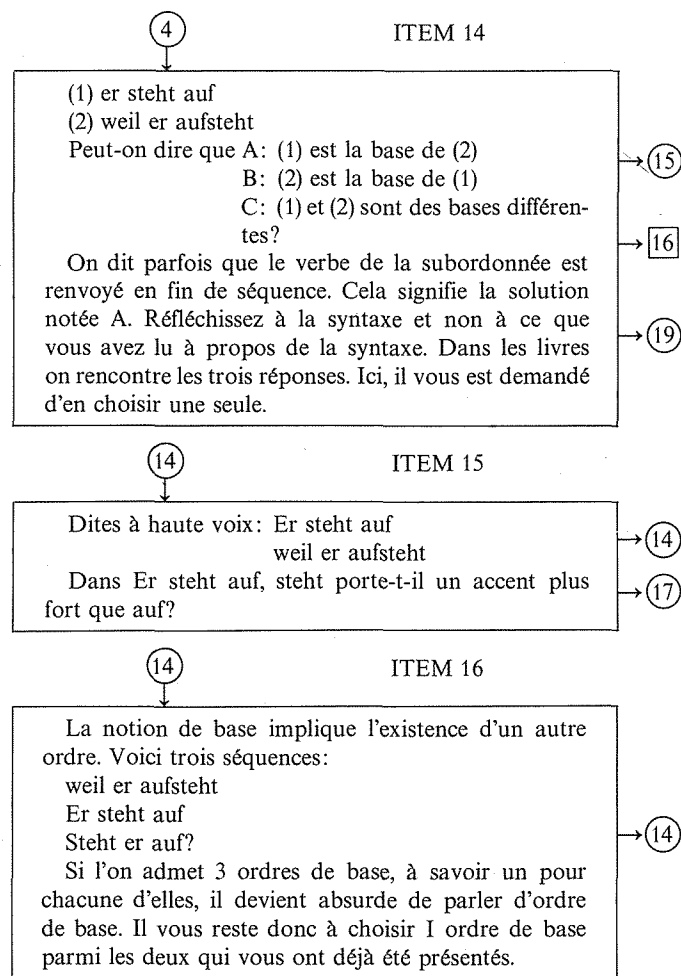 4
ITEM 14
(1) er steht auf
(2) weil er aufsteht
Peut-on dire que A: (1) est la base de (2)
B: (2) est la base de (1)
C: (1) et (2) sont des bases différen-
tes?
On dit parfois que le verbe de la subordonnée est
renvoyé en fin de séquence. Cela signifie la solution
notée A. Réfléchissez à la syntaxe et non à ce que
vous avez lu à propos de la syntaxe. Dans les livres
on rencontre les trois réponses. Ici, il vous est demandé
d'en choisir une seule.
15
16
19
14
ITEM 15
Dites à haute voix: Er steht auf
weil er aufsteht
Dans Er steht auf, steht porte-t-il un accent plus
fort que auf?
14
17
14
ITEM 16
La notion de base implique l'existence d'un autre
ordre. Voici trois séquences:
weil er aufsteht
Er steht auf
Steht er auf?
Si l'on admet 3 ordres de base, à savoir un pour
chacune d'elles, il devient absurde de parler d'ordre
de base. Il vous reste donc à choisir I ordre de base
parmi les deux qui vous ont déjà été présentés.
14